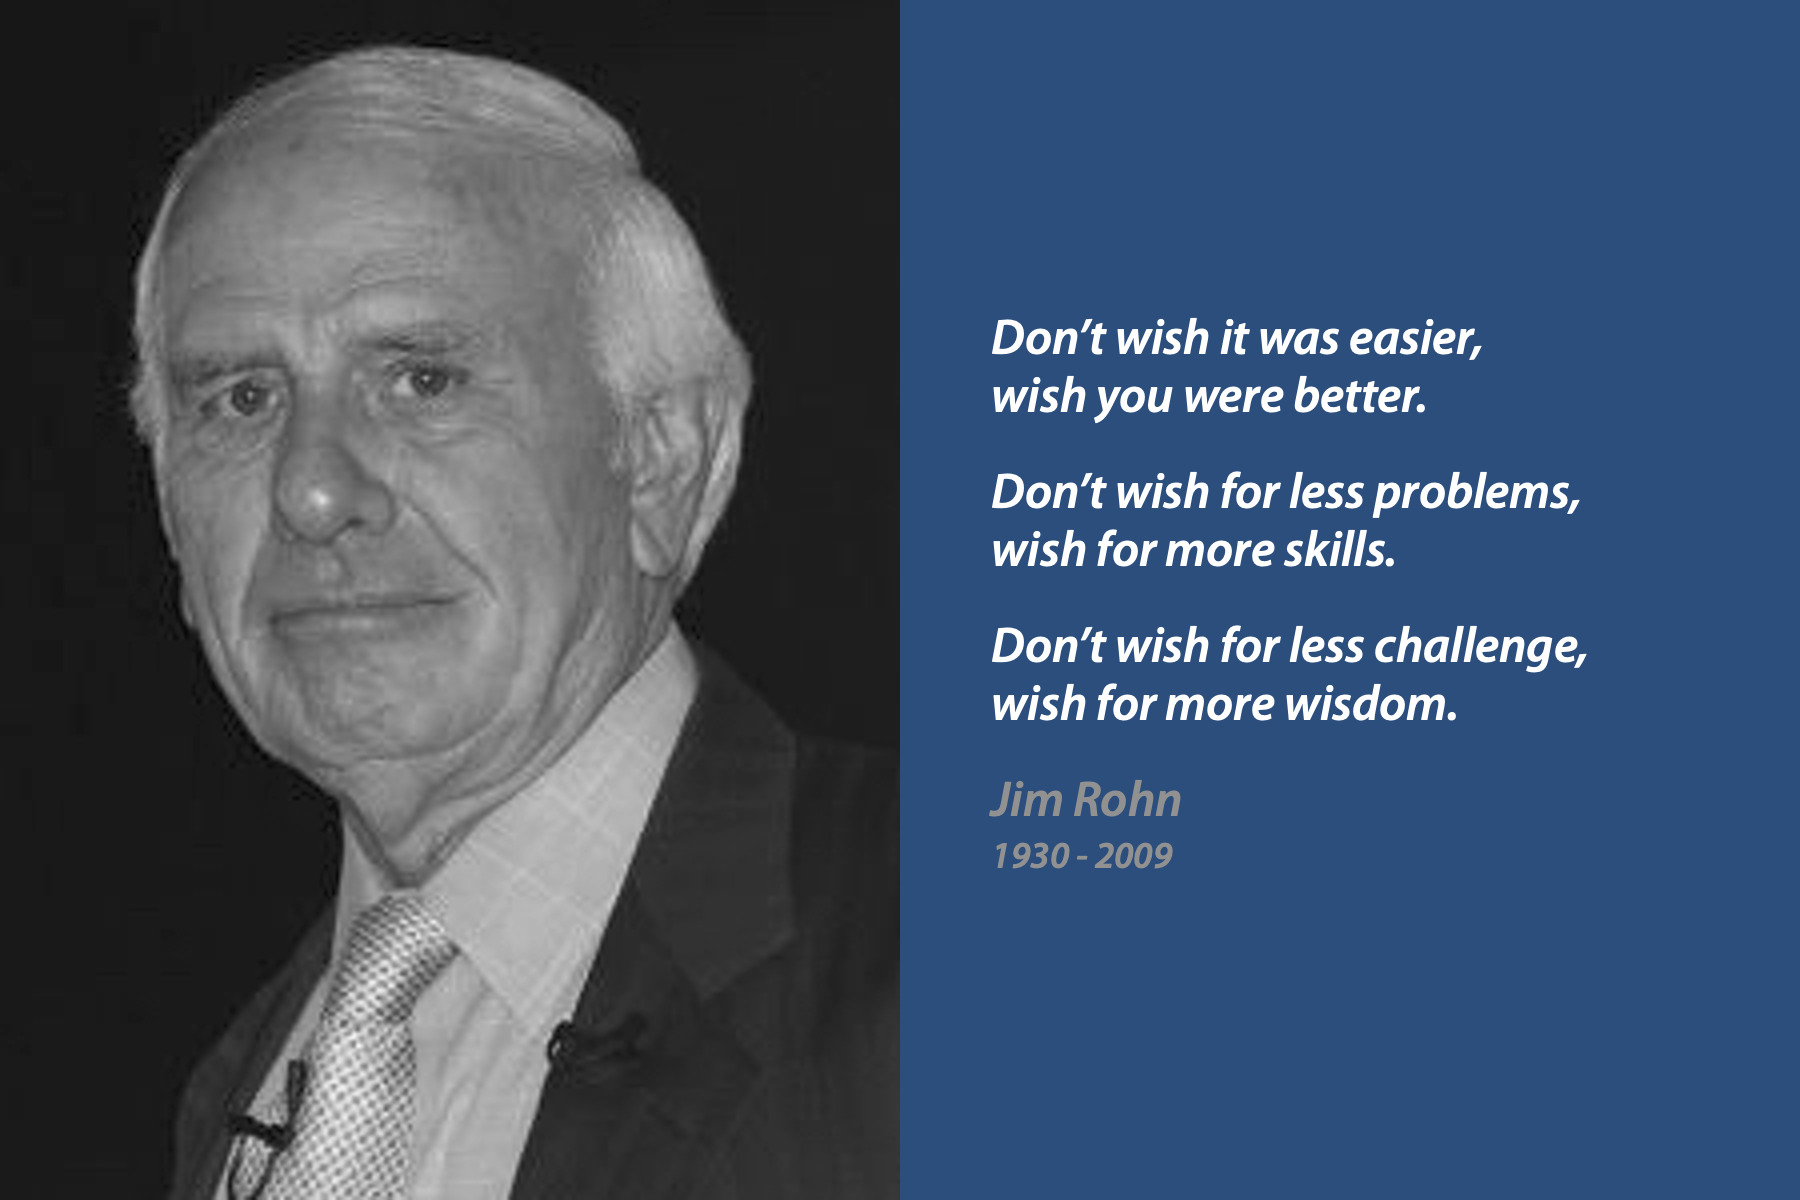 Don’t wish it was easier,
wish you were better.
Don’t wish for less problems,
wish for more skills.
Don’t wish for less challenge,
wish for more wisdom.
Jim Rohn
1930 - 2009